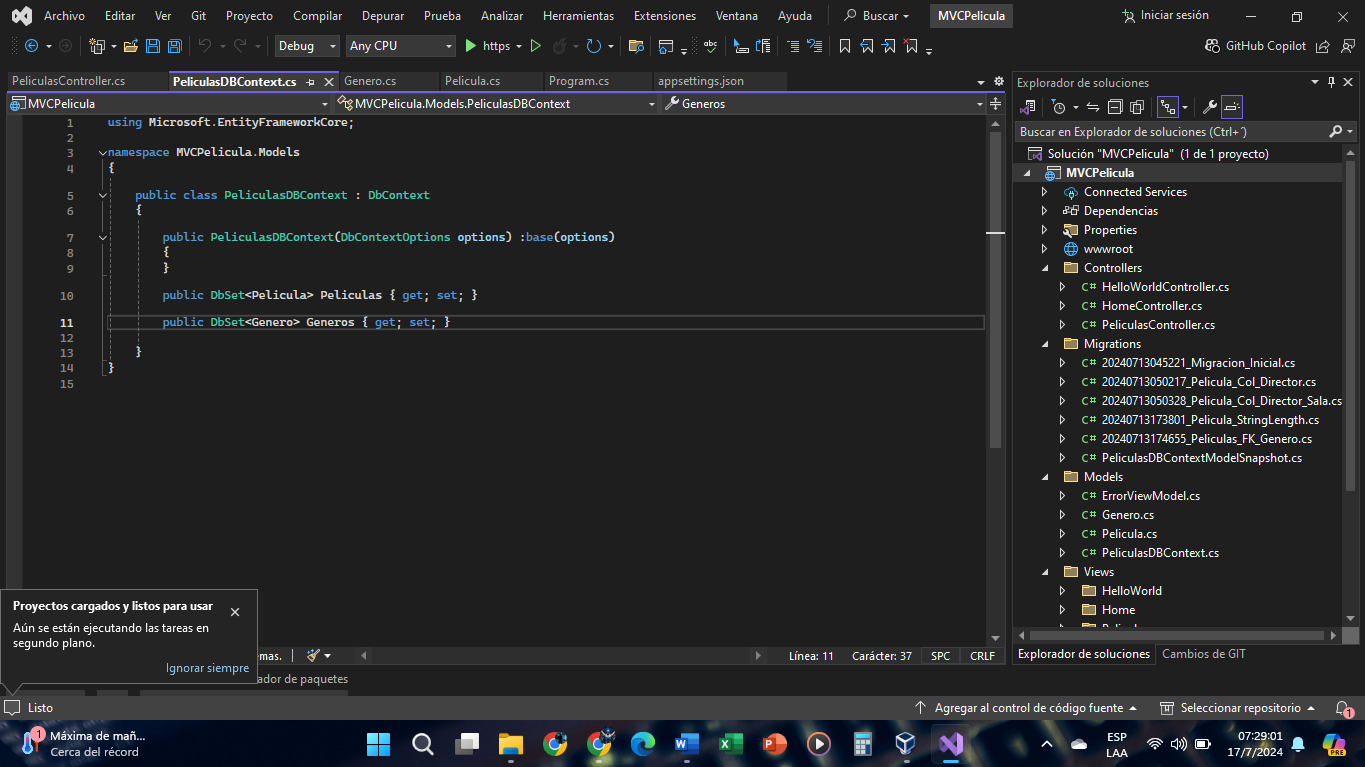 Archivo Editar Ver Git Proyecto Compilar Depurar Prueba Analizar Herramientas Extensiones Ventana Ayuda Buscar MVCPelicula Iniciar sesión
Debug Any CPU https GitHub Copilot
PeliculasController.cs PeliculasDBContext.cs Genero.cs Pelicula.cs Program.cs appsettings.json
MVCPelicula MVCPelicula.Models.PeliculasDBContext Generos
1 using Microsoft.EntityFrameworkCore;
2
3 namespace MVCPelicula.Models
4 {
5 public class PeliculasDBContext : DbContext
6 {
7 public PeliculasDBContext(DbContextOptions options) :base(options)
8 {
9 }
10 public DbSet<Pelicula> Peliculas { get; set; }
11 public DbSet<Genero> Generos { get; set; }
12
13 }
14 }
15
Explorador de soluciones
Buscar en Explorador de soluciones (Ctrl+´)
Solución "MVCPelicula" (1 de 1 proyecto)
MVCPelicula
Connected Services
Dependencias
Properties
wwwroot
Controllers
C# HelloWorldController.cs
C# HomeController.cs
C# PeliculasController.cs
Migrations
C# 20240713045221_Migracion_Inicial.cs
C# 20240713050217_Pelicula_Col_Director.cs
C# 20240713050328_Pelicula_Col_Director_Sala.cs
C# 20240713173801_Pelicula_StringLength.cs
C# 20240713174655_Peliculas_FK_Genero.cs
C# PeliculasDBContextModelSnapshot.cs
Models
C# ErrorViewModel.cs
C# Genero.cs
C# Pelicula.cs
C# PeliculasDBContext.cs
Views
HelloWorld
Home
Explorador de soluciones Cambios de GIT
Proyectos cargados y listos para usar
Aún se están ejecutando las tareas en
segundo plano.
Ignorar siempre
emas. Línea: 11 Carácter: 37 SPC CRLF
ador de paquetes
Listo Agregar al control de código fuente Seleccionar repositorio 1
1 Máxima de mañ...
Cerca del récord
ESP
LAA
07:29:01
17/7/2024
PRE